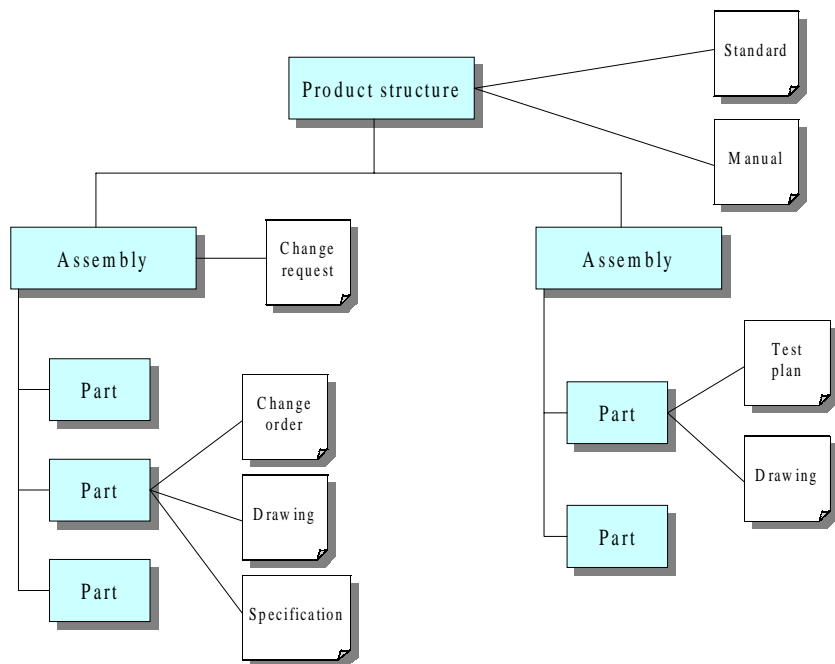 Standard
Product structure
Manual
Assembly
Change
request
Assembly
Part
Change
order
Part
Drawing
Part
Specification
Test
plan
Part
Drawing
Part